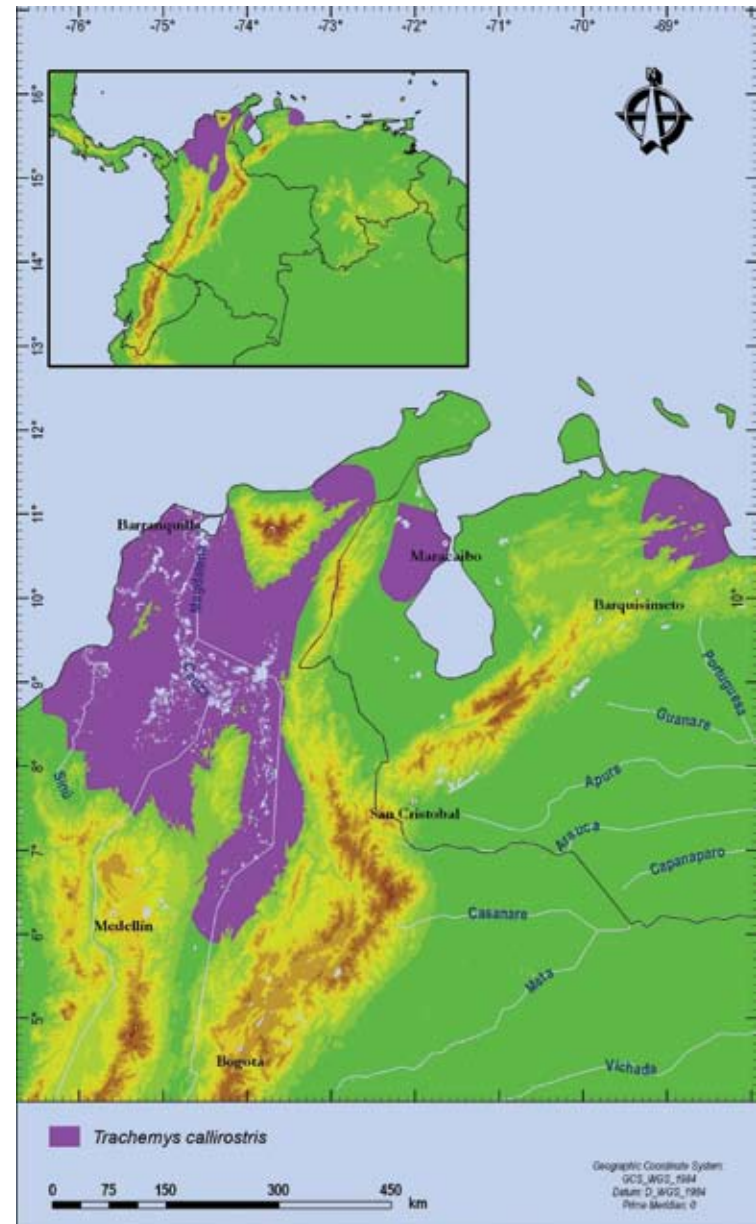 -76° -75° -74° -73° -72° -71° -70° -69°
N
16°
15°
14°
13°
12°
11°
10°
9°
8°
7°
6°
5°
10°
Barranquilla
Magdalena
Maracaibo
Barquisimeto
Cauca
Portuguesa
Guanare
Sinú
Apure
San Cristobal
Arauca
Capanaparo
Medellín
Casanare
Meta
Bogotá
Vichada
Trachemys callirostris
0 75 150 300 450 km
Geographic Coordinate System:
GCS_WGS_1984
Datum: D_WGS_1984
Prime Meridian: 0